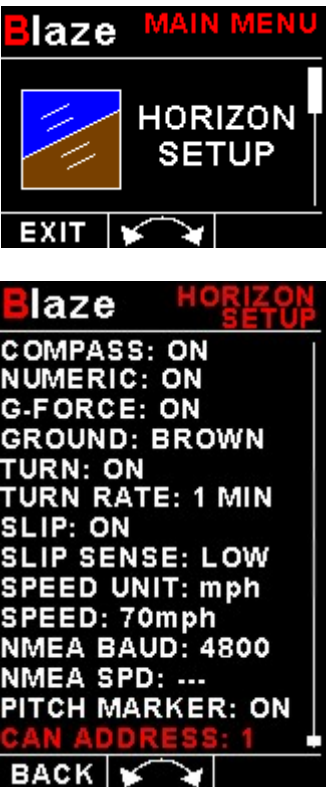 Blaze MAIN MENU
HORIZON
SETUP
EXIT
Blaze HORIZON
SETUP
COMPASS: ON
NUMERIC: ON
G-FORCE: ON
GROUND: BROWN
TURN: ON
TURN RATE: 1 MIN
SLIP: ON
SLIP SENSE: LOW
SPEED UNIT: mph
SPEED: 70mph
NMEA BAUD: 4800
NMEA SPD: ---
PITCH MARKER: ON
CAN ADDRESS: 1
BACK